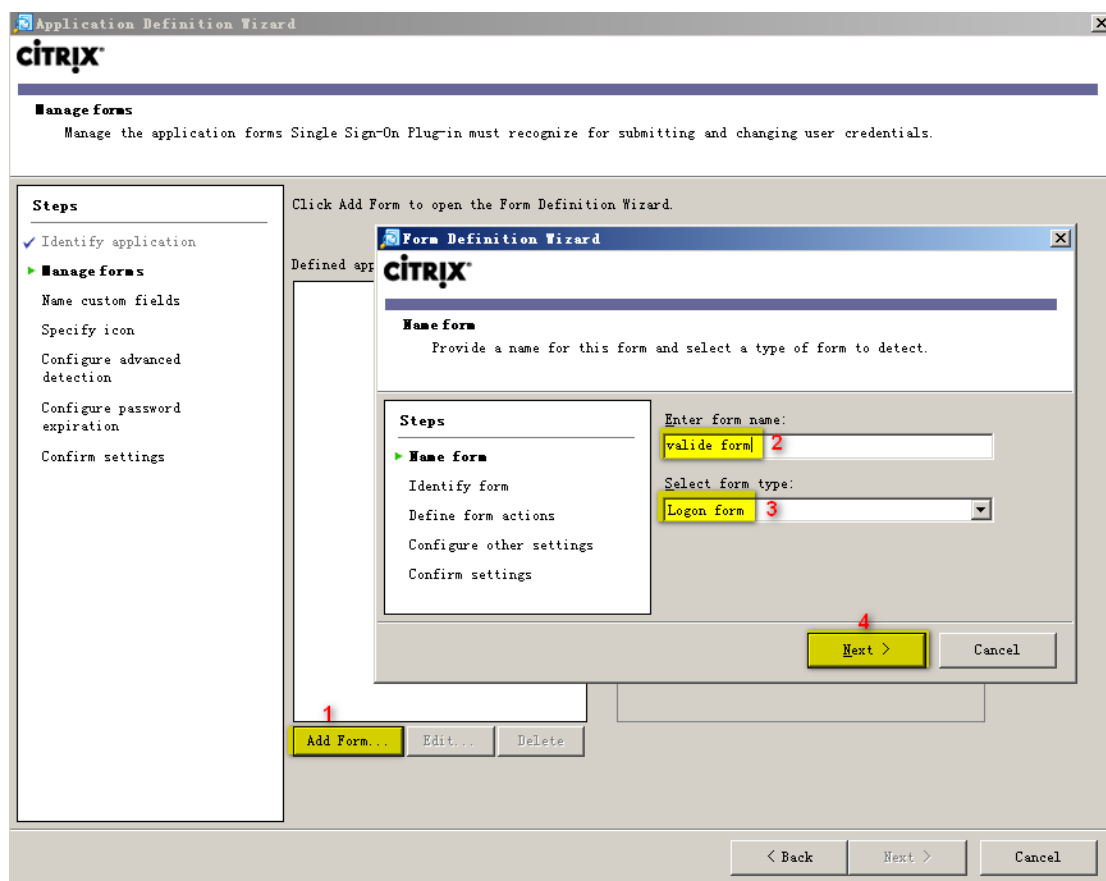 Application Definition Wizard
CİTRIX
Manage forms
Manage the application forms Single Sign-On Plug-in must recognize for submitting and changing user credentials.
Steps
Identify application
Manage forms
Name custom fields
Specify icon
Configure advanced
detection
Configure password
expiration
Confirm settings
Click Add Form to open the Form Definition Wizard.
Defined app
1
Add Form...
Edit...
Delete
Form Definition Wizard
CİTRIX
Name form
Provide a name for this form and select a type of form to detect.
Steps
Name form
Identify form
Define form actions
Configure other settings
Confirm settings
Enter form name:
valide form 2
Select form type:
Logon form 3
4
Next >
Cancel
< Back
Next >
Cancel